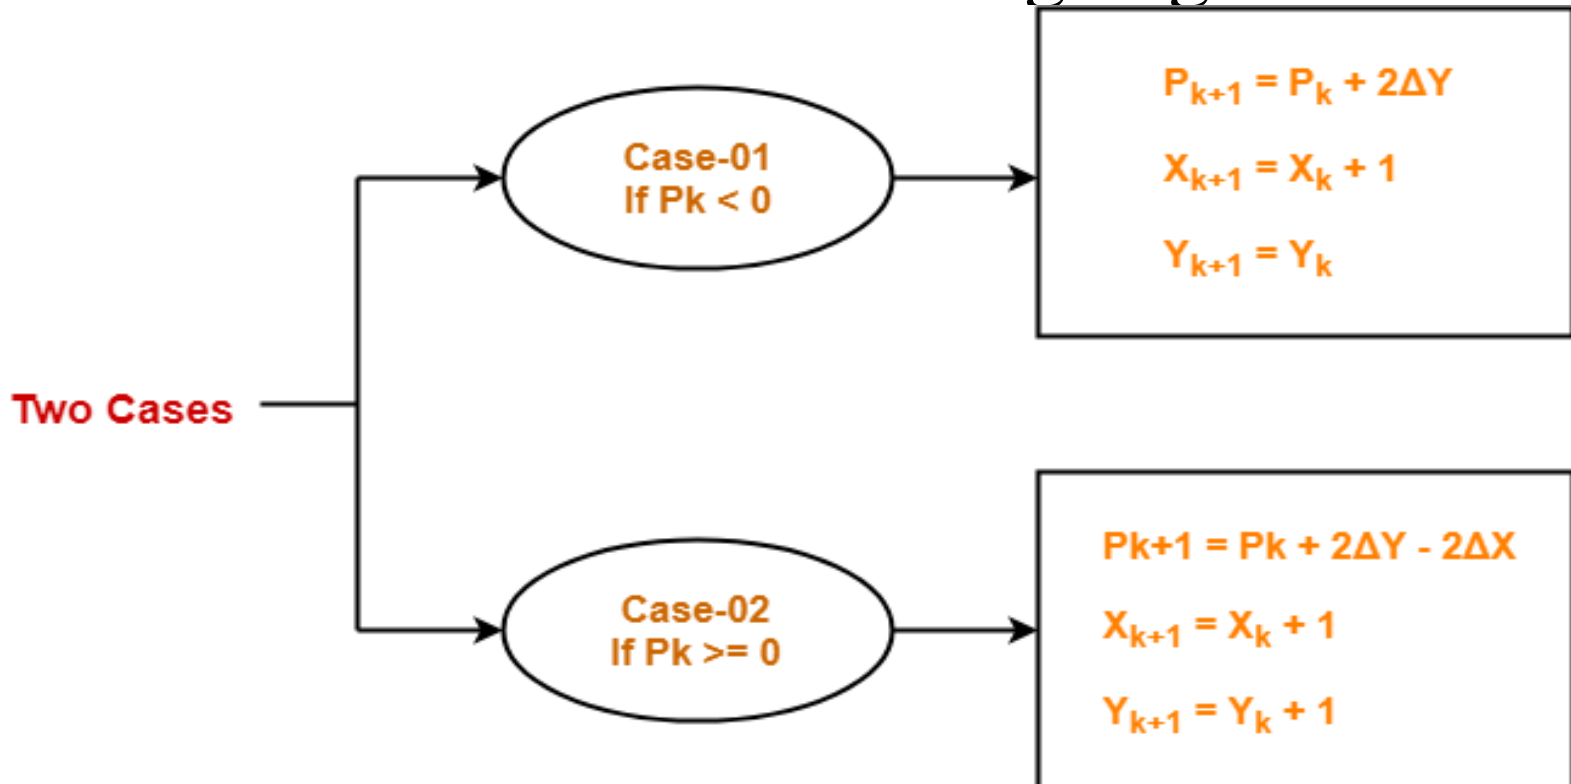 Two Cases
Case-01
If Pk < 0
Pₖ₊₁ = Pₖ + 2ΔY
Xₖ₊₁ = Xₖ + 1
Yₖ₊₁ = Yₖ
Case-02
If Pk >= 0
Pk+1 = Pk + 2ΔY - 2ΔX
Xₖ₊₁ = Xₖ + 1
Yₖ₊₁ = Yₖ + 1